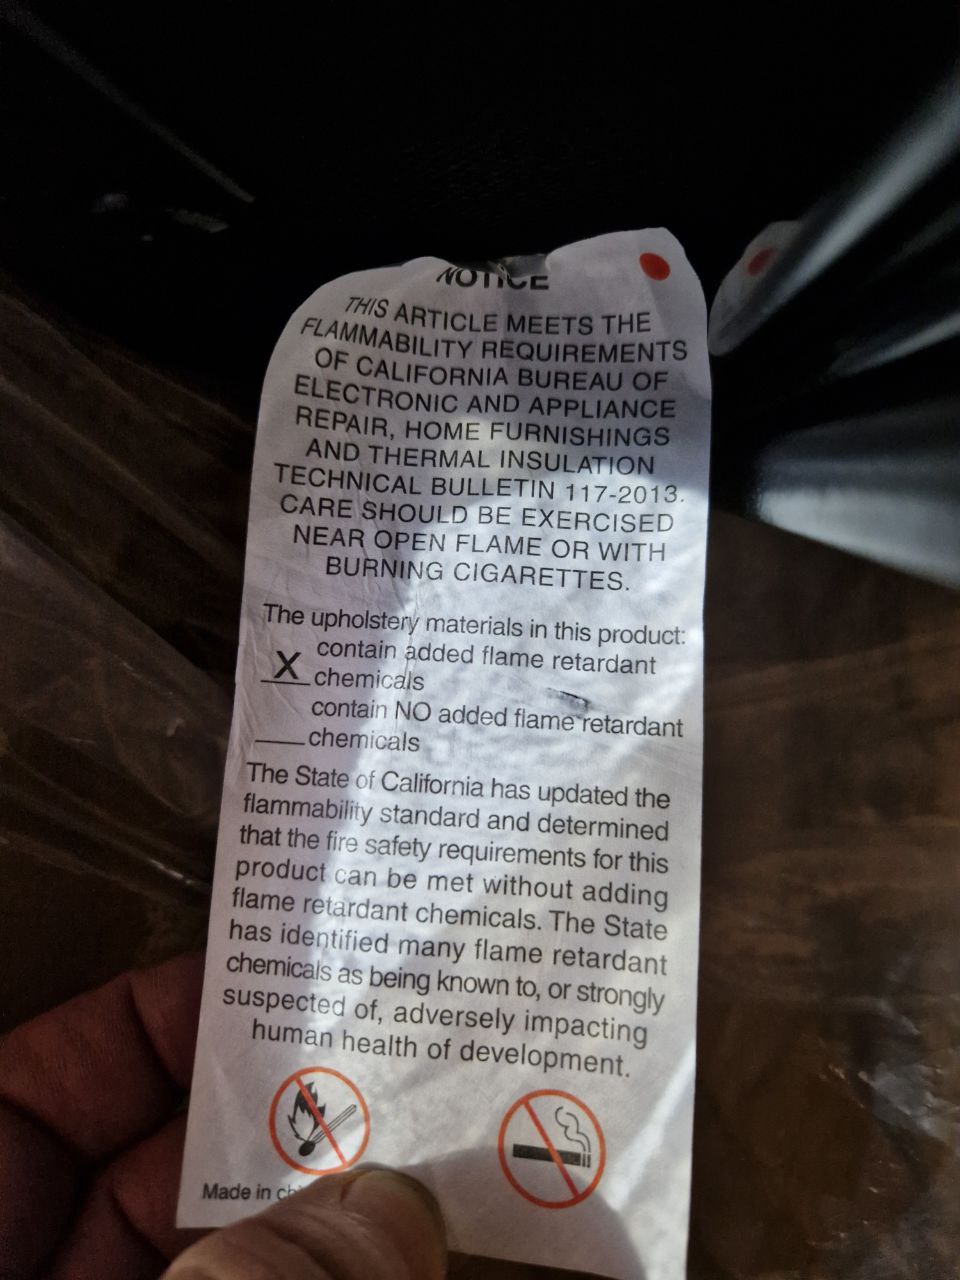 NOTICE
THIS ARTICLE MEETS THE
FLAMMABILITY REQUIREMENTS
OF CALIFORNIA BUREAU OF
ELECTRONIC AND APPLIANCE
REPAIR, HOME FURNISHINGS
AND THERMAL INSULATION
TECHNICAL BULLETIN 117-2013.
CARE SHOULD BE EXERCISED
NEAR OPEN FLAME OR WITH
BURNING CIGARETTES.
The upholstery materials in this product:
contain added flame retardant
X chemicals
contain NO added flame retardant
___chemicals
The State of California has updated the
flammability standard and determined
that the fire safety requirements for this
product can be met without adding
flame retardant chemicals. The State
has identified many flame retardant
chemicals as being known to, or strongly
suspected of, adversely impacting
human health of development.
Made in